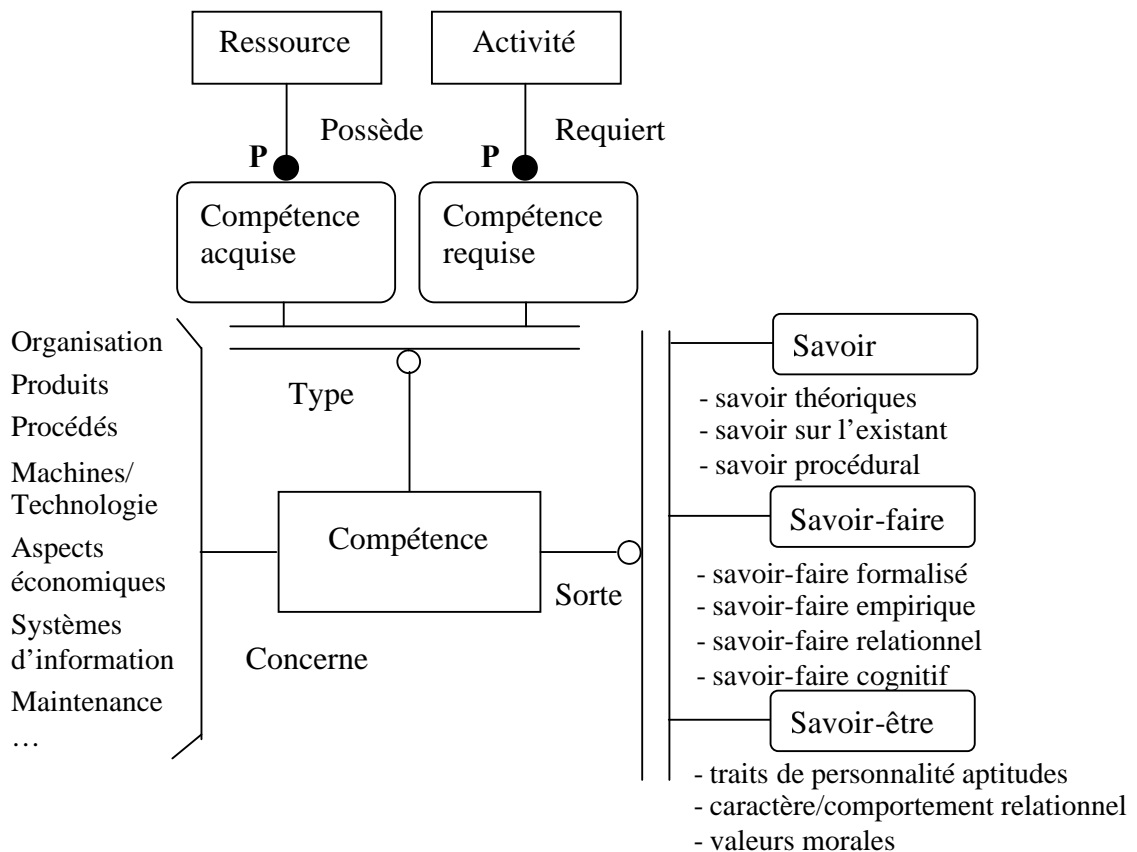 Ressource
Activité
Possède
Requiert
P
P
Compétence
acquise
Compétence
requise
Organisation
Produits
Procédés
Machines/
Technologie
Aspects
économiques
Systèmes
d’information
Maintenance
…
Type
Compétence
Sorte
Concerne
Savoir
- savoir théoriques
- savoir sur l’existant
- savoir procédural
Savoir-faire
- savoir-faire formalisé
- savoir-faire empirique
- savoir-faire relationnel
- savoir-faire cognitif
Savoir-être
- traits de personnalité aptitudes
- caractère/comportement relationnel
- valeurs morales